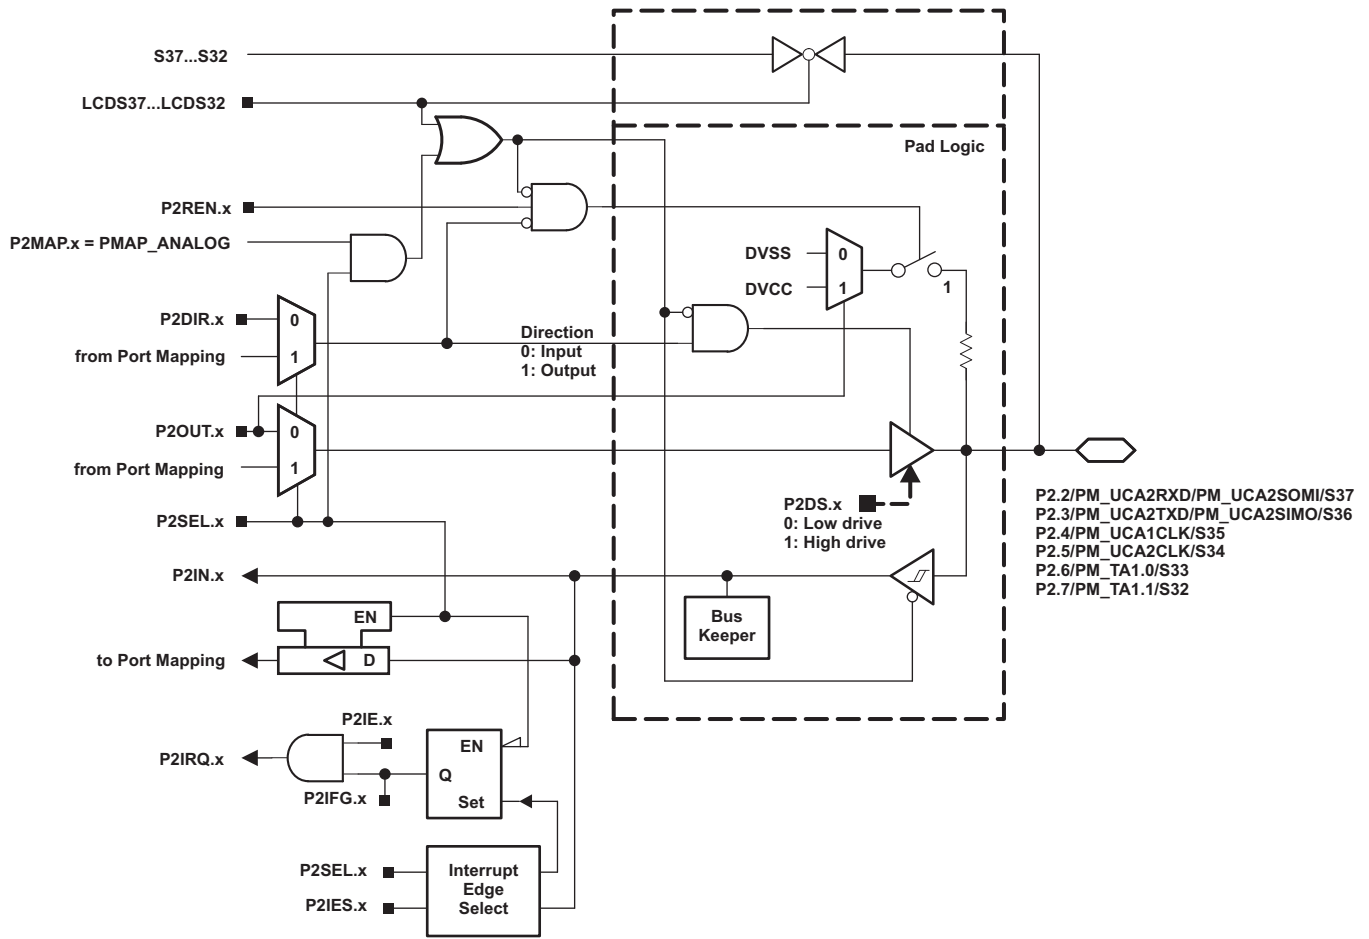 S37...S32
LCDS37...LCDS32
Pad Logic
P2REN.x
P2MAP.x = PMAP_ANALOG
DVSS
0
DVCC
1
1
P2DIR.x
0
Direction
0: Input
1: Output
from Port Mapping
1
P2OUT.x
0
from Port Mapping
1
P2DS.x
0: Low drive
1: High drive
P2.2/PM_UCA2RXD/PM_UCA2SOMI/S37
P2.3/PM_UCA2TXD/PM_UCA2SIMO/S36
P2.4/PM_UCA1CLK/S35
P2.5/PM_UCA2CLK/S34
P2.6/PM_TA1.0/S33
P2.7/PM_TA1.1/S32
P2SEL.x
P2IN.x
Bus
Keeper
EN
to Port Mapping
D
P2IE.x
P2IRQ.x
EN
Q
P2IFG.x
Set
P2SEL.x
P2IES.x
Interrupt
Edge
Select